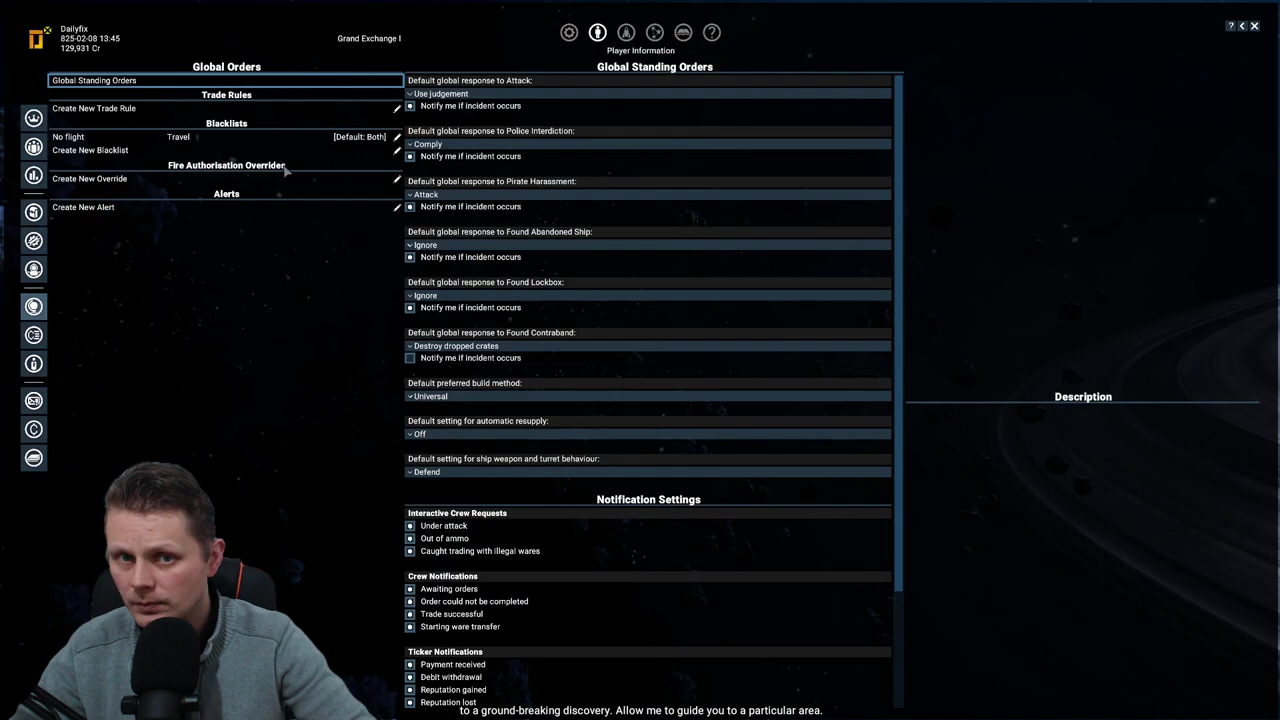 Dailyfix
825-02-08 13:45
129,931 Cr
Grand Exchange I
Player Information
? < X
Global Orders
Global Standing Orders
Trade Rules
Create New Trade Rule
Blacklists
No flight Travel [Default: Both]
Create New Blacklist
Fire Authorisation Overrides
Create New Override
Alerts
Create New Alert
Global Standing Orders
Default global response to Attack:
Use judgement
Notify me if incident occurs
Default global response to Police Interdiction:
Comply
Notify me if incident occurs
Default global response to Pirate Harassment:
Attack
Notify me if incident occurs
Default global response to Found Abandoned Ship:
Ignore
Notify me if incident occurs
Default global response to Found Lockbox:
Ignore
Notify me if incident occurs
Default global response to Found Contraband:
Destroy dropped crates
Notify me if incident occurs
Default preferred build method:
Universal
Default setting for automatic resupply:
Off
Default setting for ship weapon and turret behaviour:
Defend
Notification Settings
Interactive Crew Requests
Under attack
Out of ammo
Caught trading with illegal wares
Crew Notifications
Awaiting orders
Order could not be completed
Trade successful
Starting ware transfer
Ticker Notifications
Payment received
Debit withdrawal
Reputation gained
Reputation lost
Description
to a ground-breaking discovery. Allow me to guide you to a particular area.